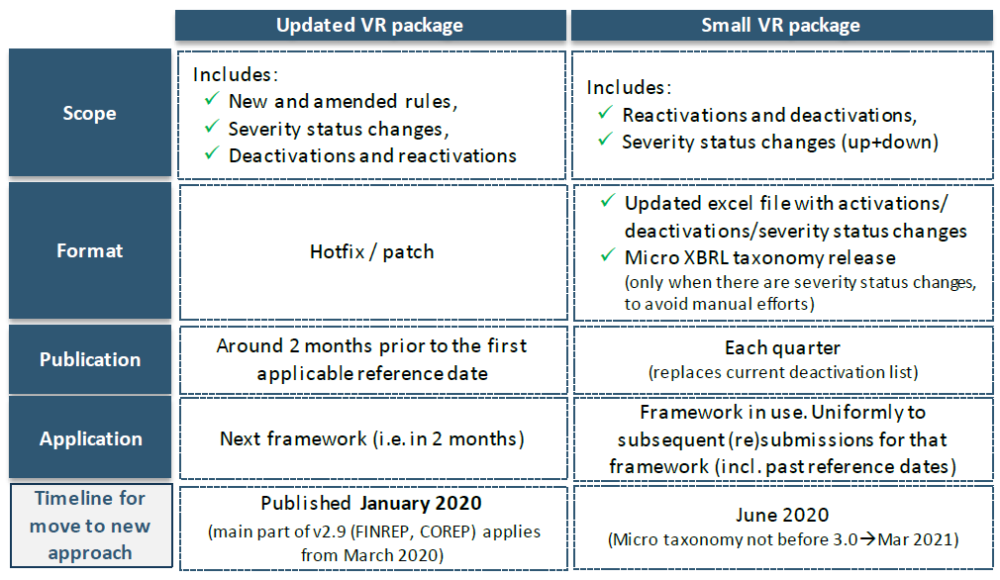 Updated VR package
Small VR package
Scope
Includes:
✓ New and amended rules,
✓ Severity status changes,
✓ Deactivations and reactivations
Includes:
✓ Reactivations and deactivations,
✓ Severity status changes (up+down)
Format
Hotfix / patch
✓ Updated excel file with activations/
deactivations/severity status changes
✓ Micro XBRL taxonomy release
(only when there are severity status changes,
to avoid manual efforts)
Publication
Around 2 months prior to the first
applicable reference date
Each quarter
(replaces current deactivation list)
Application
Next framework (i.e. in 2 months)
Framework in use. Uniformly to
subsequent (re)submissions for that
framework (incl. past reference dates)
Timeline for
move to new
approach
Published January 2020
(main part of v2.9 (FINREP, COREP) applies
from March 2020)
June 2020
(Micro taxonomy not before 3.0→Mar 2021)